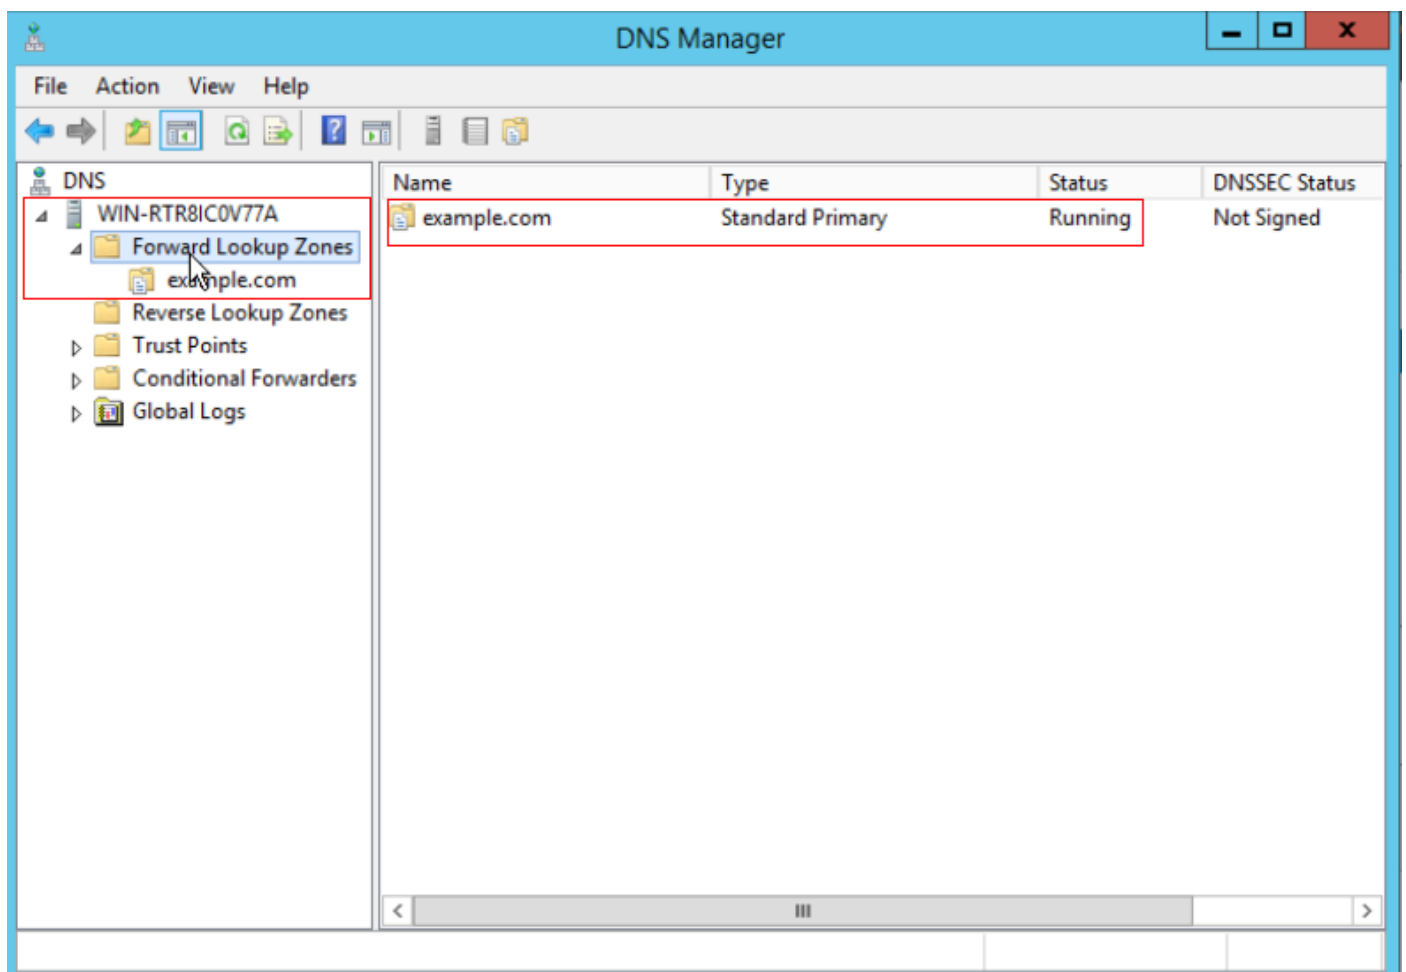 DNS Manager
File Action View Help
DNS
WIN-RTR8IC0V77A
Forward Lookup Zones
example.com
Reverse Lookup Zones
Trust Points
Conditional Forwarders
Global Logs
Name Type Status DNSSEC Status
example.com Standard Primary Running Not Signed